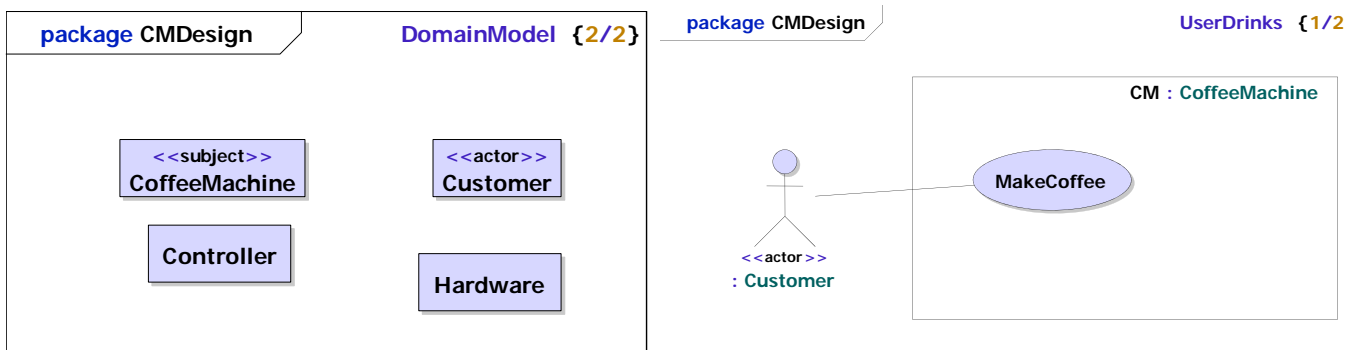 package CMDesign
DomainModel {2/2}
<<subject>>
CoffeeMachine
<<actor>>
Customer
Controller
Hardware
package CMDesign
UserDrinks {1/2
CM : CoffeeMachine
MakeCoffee
<<actor>>
: Customer